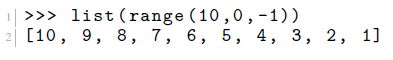 1 >>> list(range(10,0,-1))
2 [10, 9, 8, 7, 6, 5, 4, 3, 2, 1]